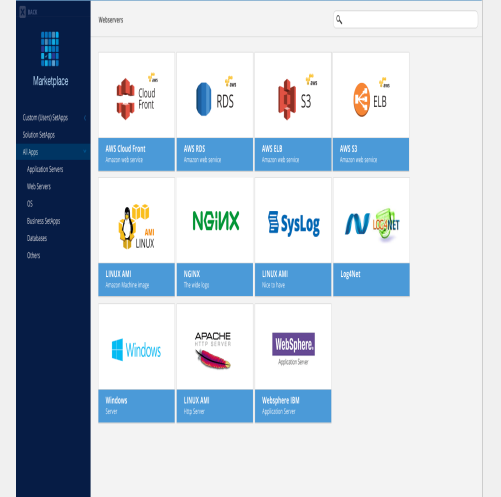 BACK
Webservers
Marketplace
Custom (Users) SetApps
Solution SetApps
All Apps
Application Servers
Web Servers
OS
Business SetApps
Databases
Others
aws
Cloud
Front
AWS Cloud Front
Amazon web service
aws
RDS
AWS RDS
Amazon web service
aws
S3
AWS ELB
Amazon web service
aws
ELB
AWS S3
Amazon web service
AMI
LINUX
LINUX AMI
Amazon Machine image
NGINX
NGINX
The wide logs
SysLog
LINUX AMI
Nice to have
LOG4NET
Log4Net
Windows
Windows
Server
APACHE
HTTP SERVER
LINUX AMI
Http Server
WebSphere.
Application Server
Websphere IBM
Application Server